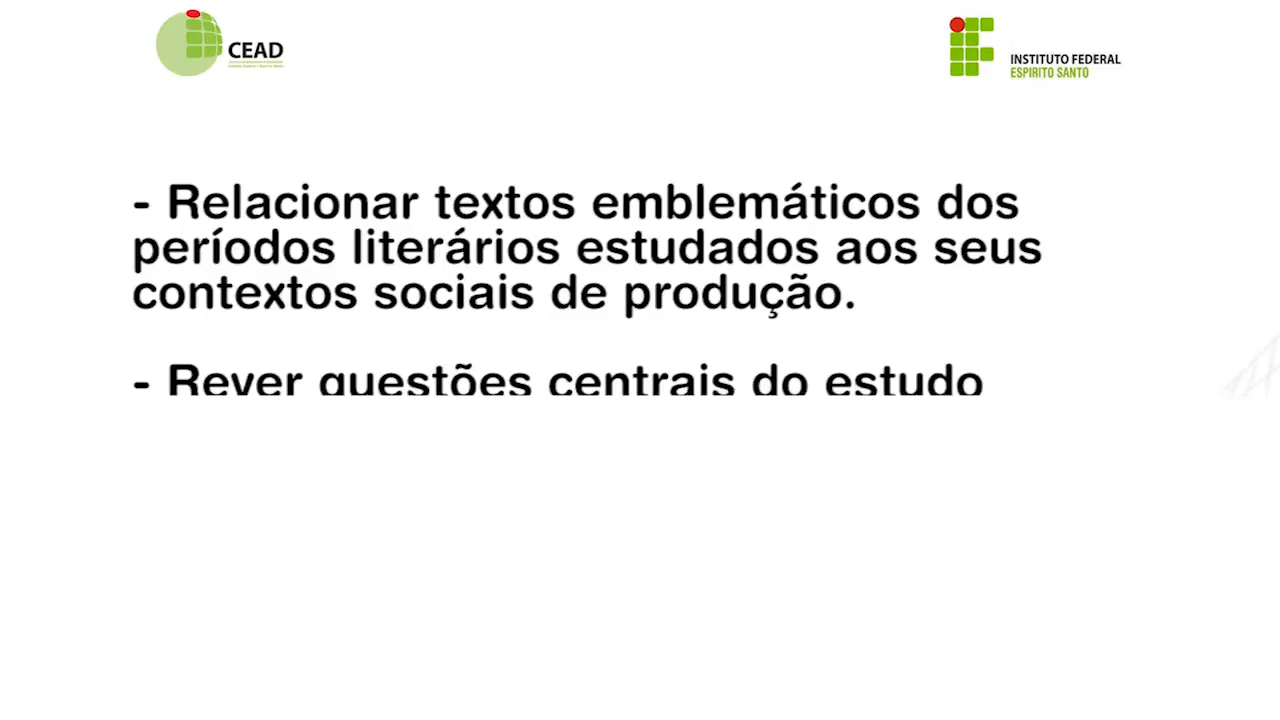 CEAD
INSTITUTO FEDERAL
ESPIRITO SANTO
- Relacionar textos emblemáticos dos
períodos literários estudados aos seus
contextos sociais de produção.
- Rever questões centrais do estudo